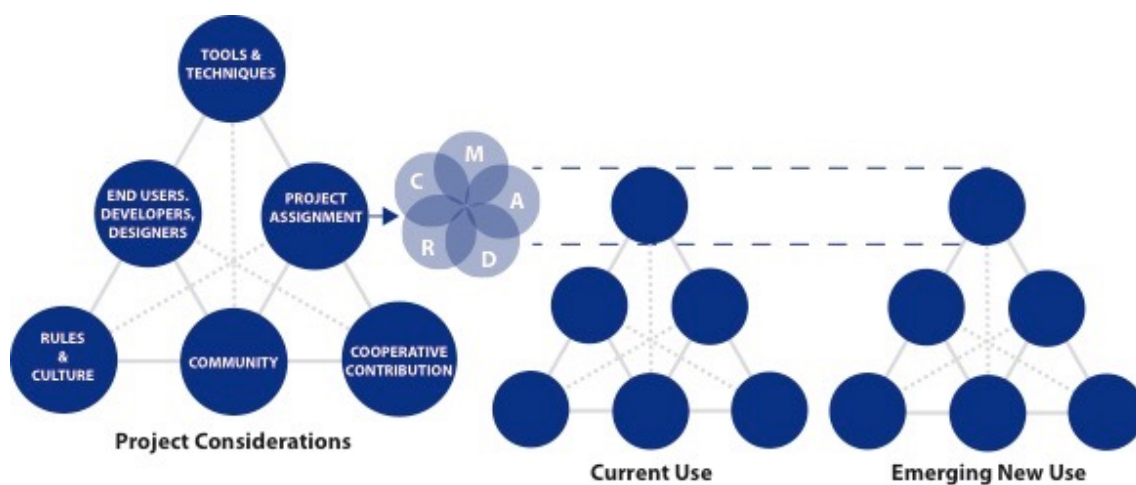 TOOLS &
TECHNIQUES
END USERS.
DEVELOPERS,
DESIGNERS
PROJECT
ASSIGNMENT
M
C
A
R
D
RULES
&
CULTURE
COMMUNITY
COOPERATIVE
CONTRIBUTION
Project Considerations
Current Use
Emerging New Use